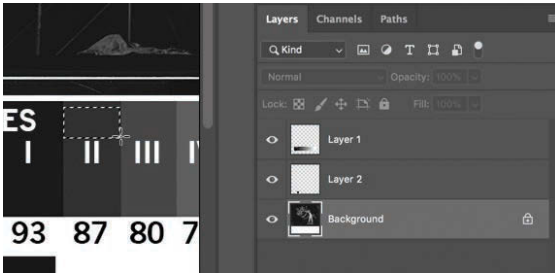 Layers Channels Paths
Kind
Normal Opacity: 100%
Lock: Fill: 100%
Layer 1
Layer 2
Background
ES
I II III
93 87 80 7